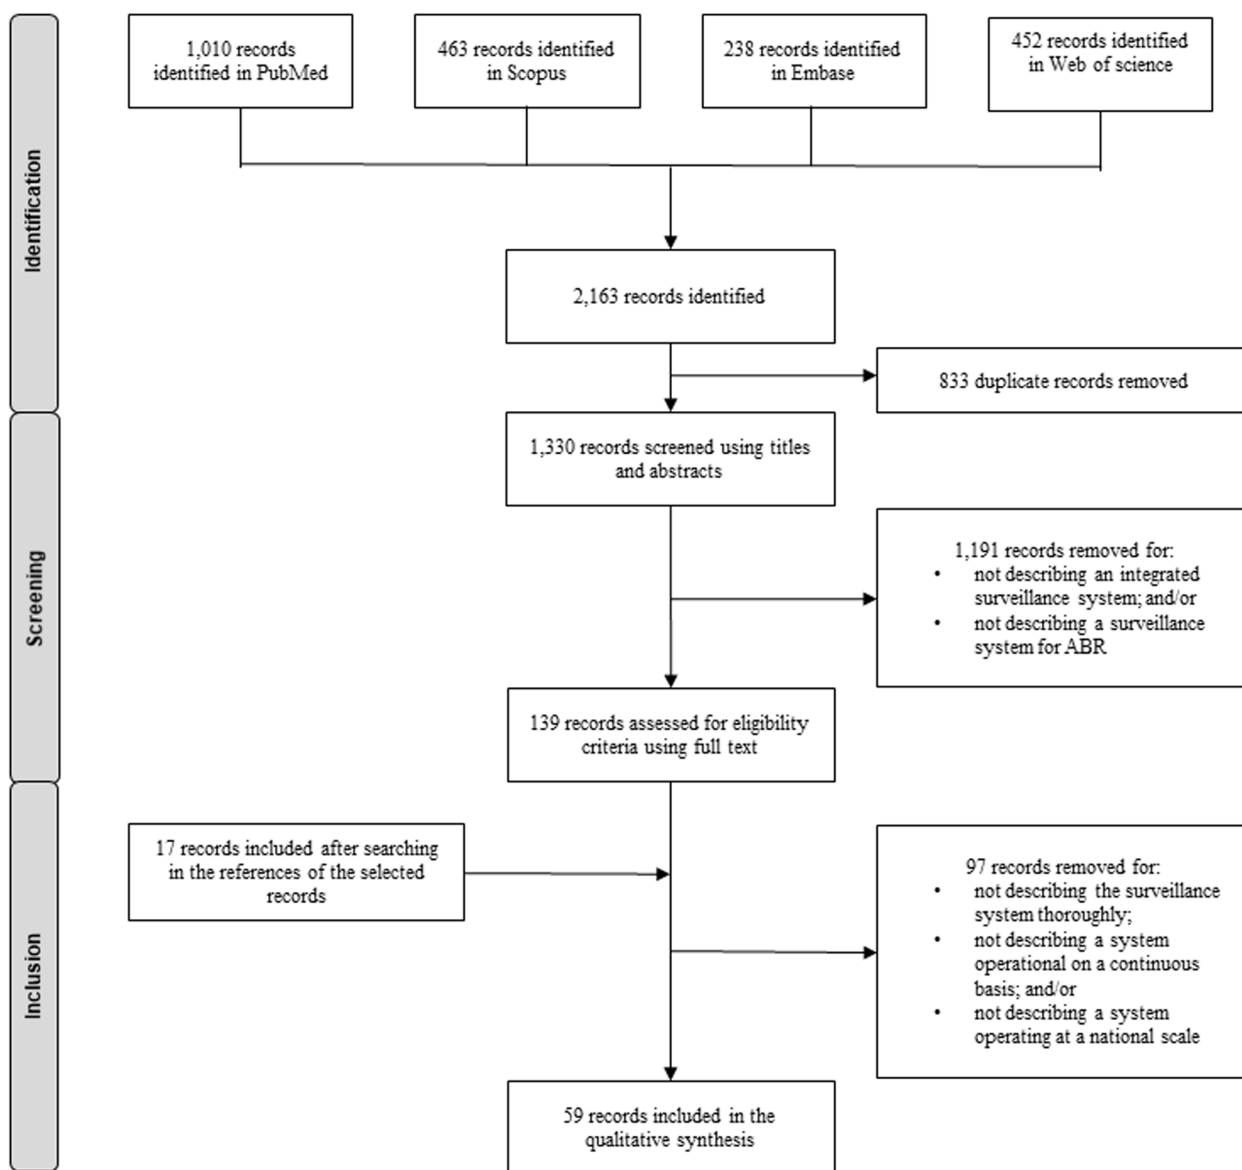 1,010 records
identified in PubMed
463 records identified
in Scopus
238 records identified
in Embase
452 records identified
in Web of science
Identification
2,163 records identified
833 duplicate records removed
1,330 records screened using titles
and abstracts
Screening
1,191 records removed for:
• not describing an integrated
surveillance system; and/or
• not describing a surveillance
system for ABR
139 records assessed for eligibility
criteria using full text
Inclusion
17 records included after searching
in the references of the selected
records
97 records removed for:
• not describing the surveillance
system thoroughly;
• not describing a system
operational on a continuous
basis; and/or
• not describing a system
operating at a national scale
59 records included in the
qualitative synthesis